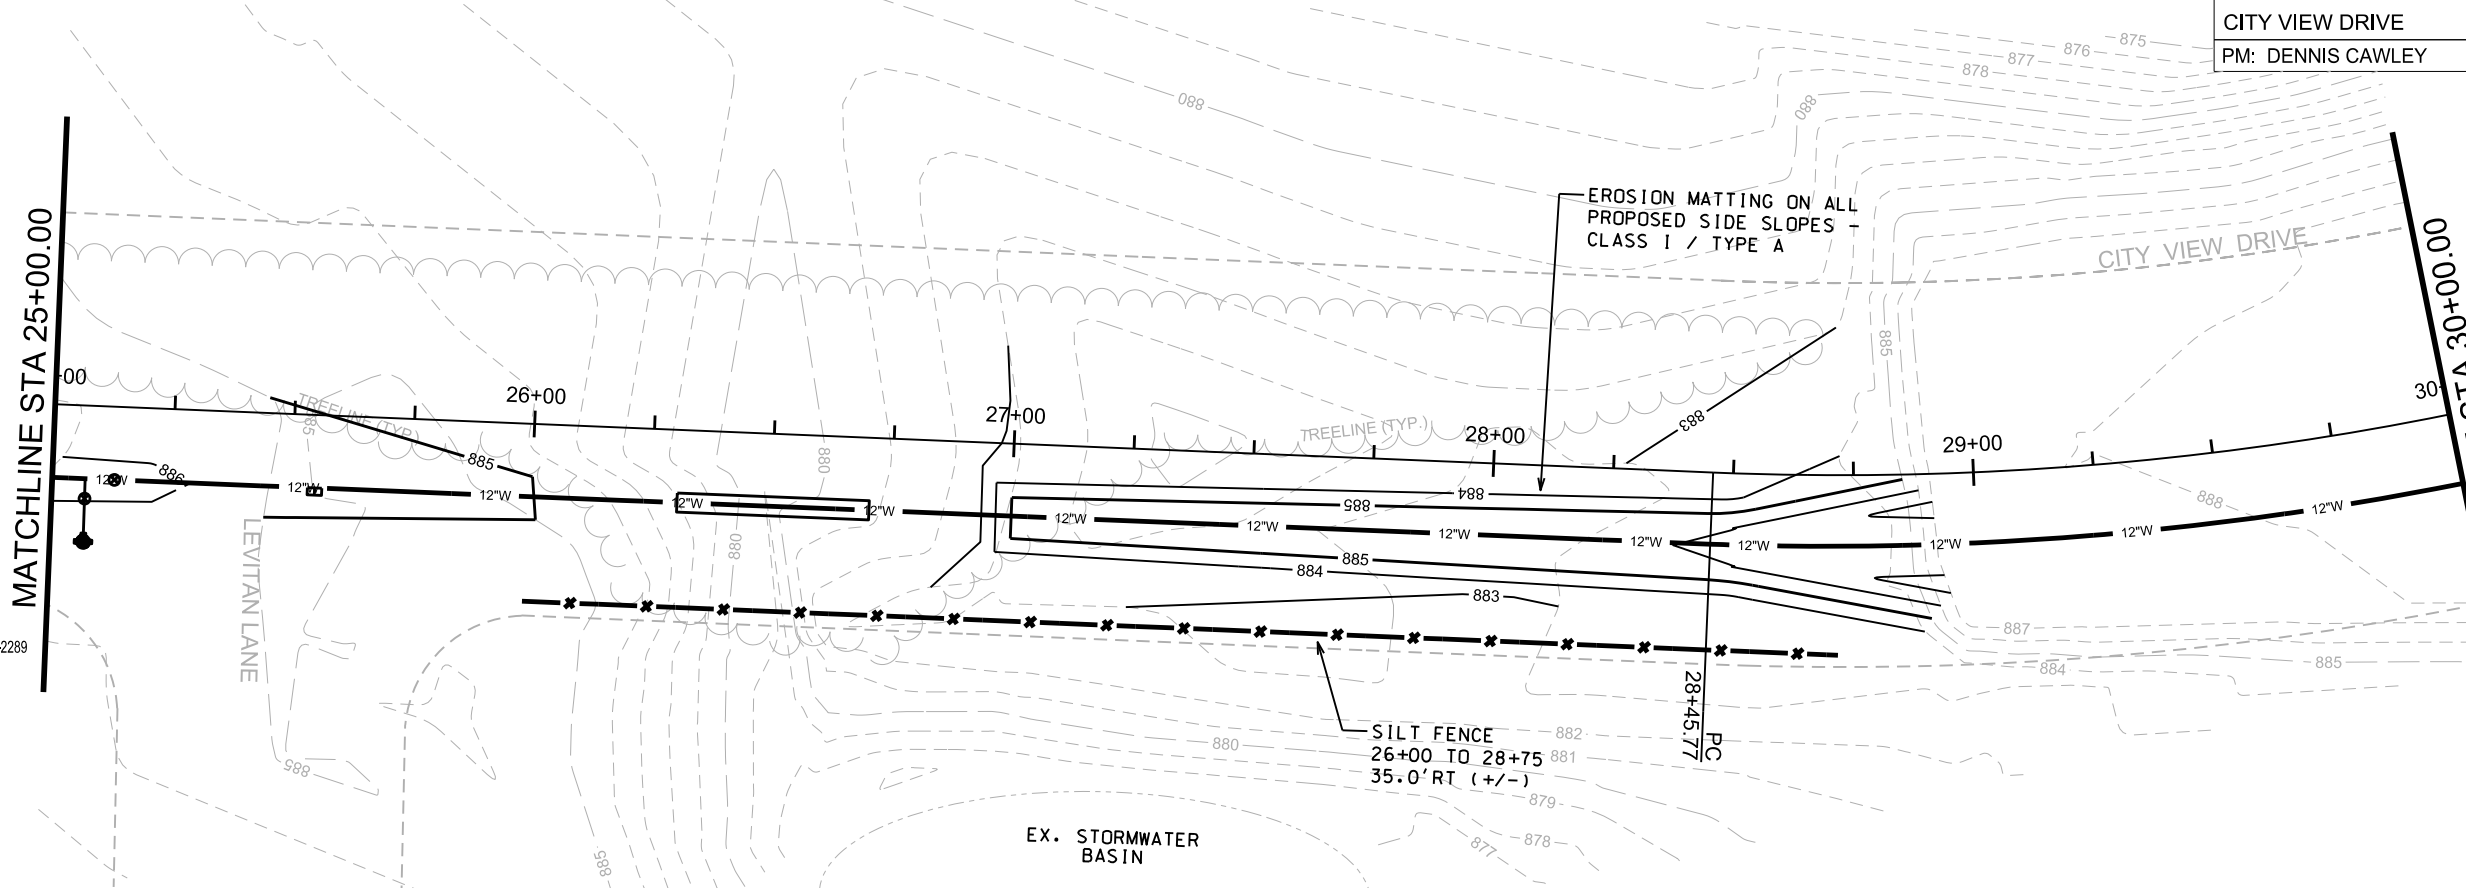 CITY VIEW DRIVE
PM: DENNIS CAWLEY
875
876
877
878
880
880
MATCHLINE STA 25+00.00
EROSION MATTING ON ALL
PROPOSED SIDE SLOPES -
CLASS I / TYPE A
CITY VIEW DRIVE
STA 30+00.00
+00
26+00
27+00
28+00
29+00
30
TREELINE (TYP.)
TREELINE (TYP.)
885
885
886
885
880
883
884
885
888
12"W
12"W
12"W
12"W
12"W
12"W
12"W
12"W
12"W
12"W
12"W
12"W
12"W
LEVITAN LANE
880
885
884
883
887
884
885
2289
28+45.77
PC
SILT FENCE
26+00 TO 28+75
35.0'RT (+/-)
880
882
881
879
878
877
885
885
EX. STORMWATER
BASIN